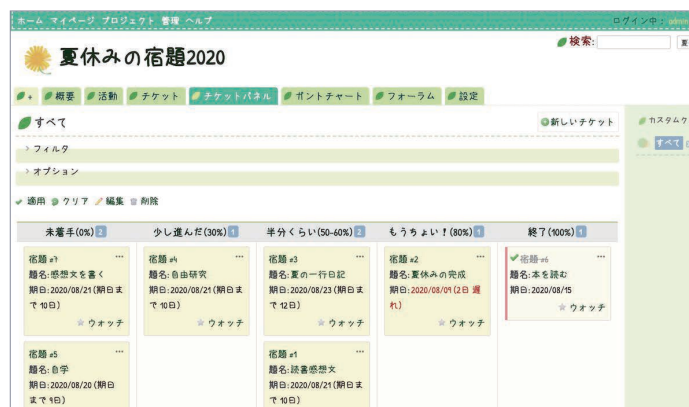 ホーム マイページ プロジェクト 管理 ヘルプ
ログイン中: admin
検索:
夏休みの宿題2020
+ 概要 活動 チケット チケットパネル ガントチャート フォーラム 設定
すべて
新しいチケット
カスタムク
すべて
フィルタ
オプション
適用 クリア 編集 削除
未着手(0%) 2
少し進んだ(30%) 1
半分くらい(50-60%) 2
もうちょい!(80%) 1
終了(100%) 1
宿題 #7 ...
題名:感想文を書く
期日:2020/08/21(期日ま
で 10日)
ウォッチ
宿題 #4 ...
題名:自由研究
期日:2020/08/21(期日ま
で 10日)
ウォッチ
宿題 #3 ...
題名:夏の一行日記
期日:2020/08/23(期日ま
で 12日)
ウォッチ
宿題 #2 ...
題名:夏休みの完成
期日:2020/08/09(2日 遅
れ)
ウォッチ
宿題 #6 ...
題名:本を読む
期日:2020/08/15
ウォッチ
宿題 #5 ...
題名:自学
期日:2020/08/20(期日
まで 9日)
宿題 #1 ...
題名:読書感想文
期日:2020/08/21(期日ま
で 10日)